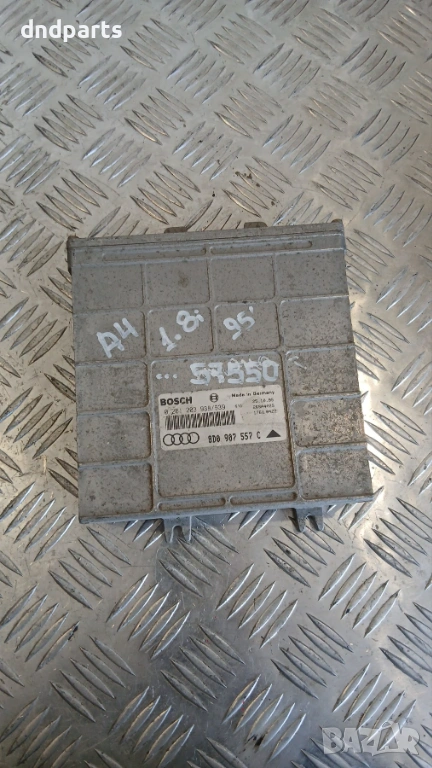 dndparts
A4 1.8i 95'
... 57550
BOSCH Made in Germany
8D0 907 557 C
BAZAR